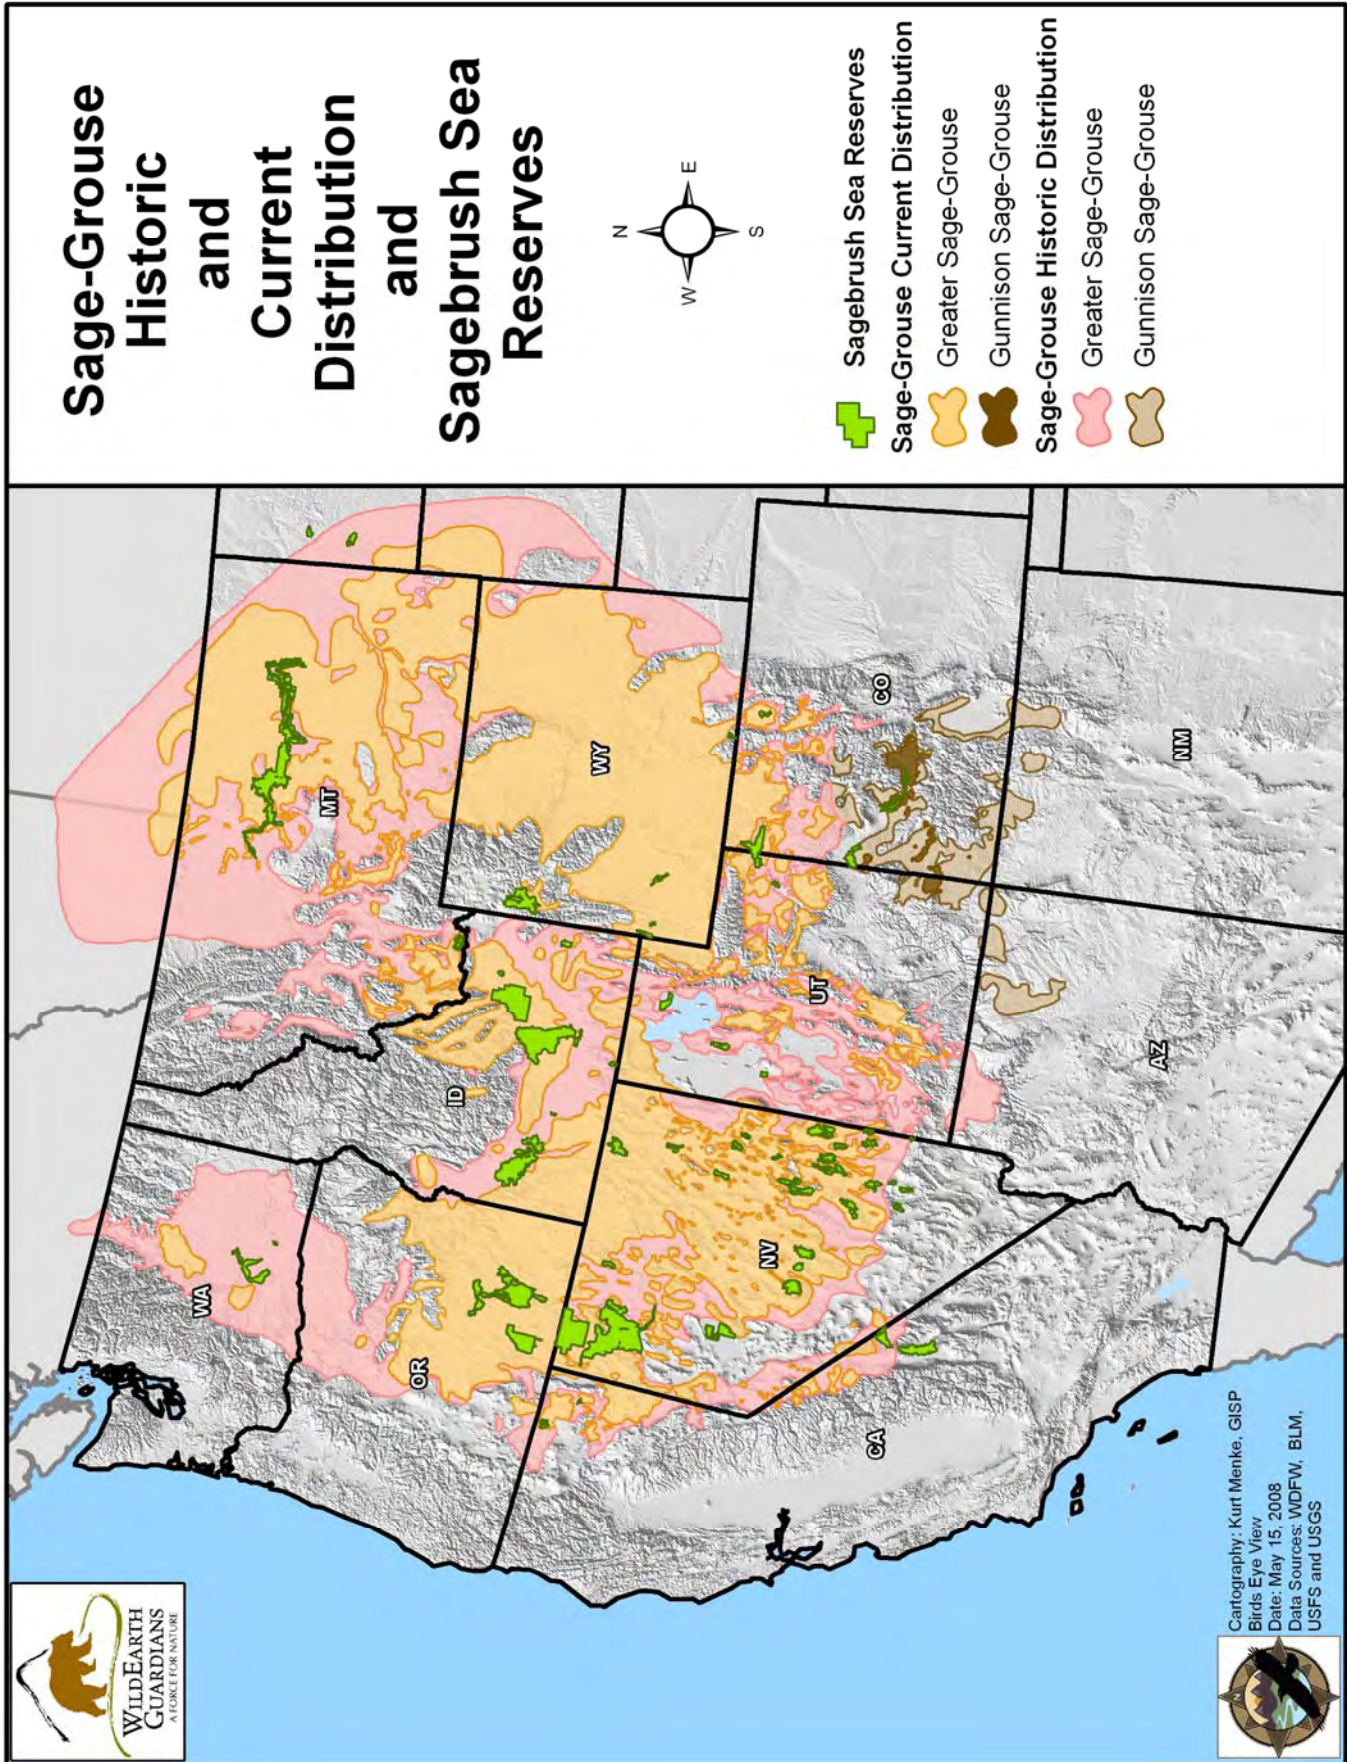 Sage-Grouse
Historic
and
Current
Distribution
and
Sagebrush Sea
Reserves
N
W
E
S
Sagebrush Sea Reserves
Sage-Grouse Current Distribution
Greater Sage-Grouse
Gunnison Sage-Grouse
Sage-Grouse Historic Distribution
Greater Sage-Grouse
Gunnison Sage-Grouse
WA
MT
OR
ID
WY
NV
UT
CO
CA
AZ
NM
WILDEARTH
GUARDIANS
A FORCE FOR NATURE
N
Cartography: Kurt Menke, GISP
Birds Eye View
Date: May 15, 2008
Data Sources: WDFW, BLM,
USFS and USGS